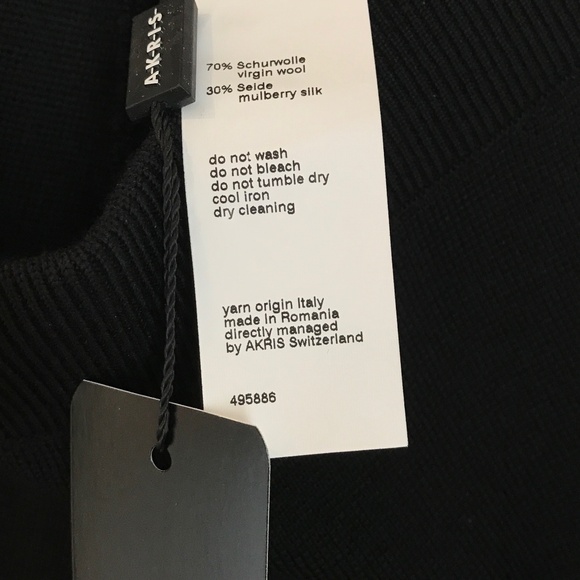 A-K-R-I-S-
70% Schurwolle
virgin wool
30% Seide
mulberry silk
do not wash
do not bleach
do not tumble dry
cool iron
dry cleaning
yarn origin Italy
made in Romania
directly managed
by AKRIS Switzerland
495886